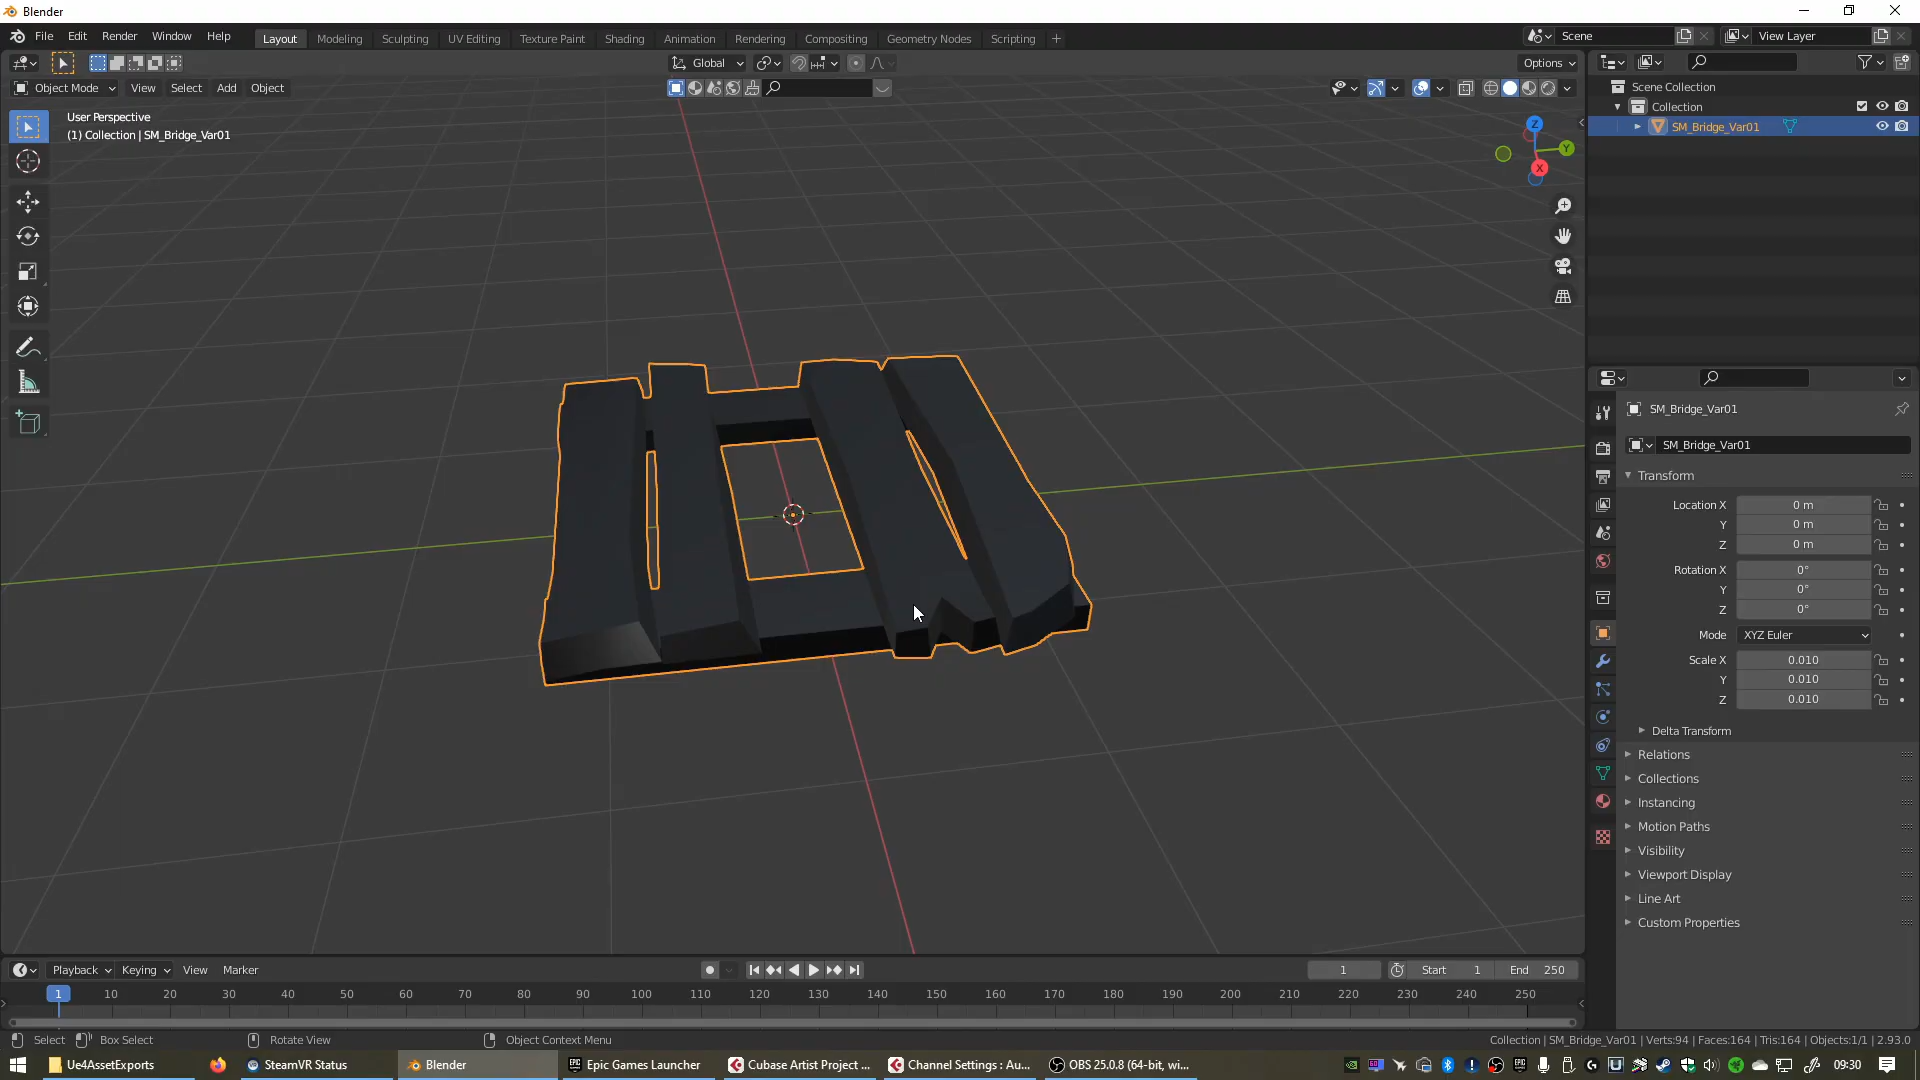 Blender
File Edit Render Window Help
Layout Modeling Sculpting UV Editing Texture Paint Shading Animation Rendering Compositing Geometry Nodes Scripting +
Scene
View Layer
Global
Options
Object Mode View Select Add Object
User Perspective
(1) Collection | SM_Bridge_Var01
Z
Y
X
Scene Collection
Collection
SM_Bridge_Var01
SM_Bridge_Var01
SM_Bridge_Var01
Transform
Location X 0 m
Y 0 m
Z 0 m
Rotation X 0°
Y 0°
Z 0°
Mode XYZ Euler
Scale X 0.010
Y 0.010
Z 0.010
Delta Transform
Relations
Collections
Instancing
Motion Paths
Visibility
Viewport Display
Line Art
Custom Properties
Playback Keying View Marker
1 Start 1 End 250
1 10 20 30 40 50 60 70 80 90 100 110 120 130 140 150 160 170 180 190 200 210 220 230 240 250
Select Box Select Rotate View Object Context Menu
Collection | SM_Bridge_Var01 | Verts:94 | Faces:164 | Tris:164 | Objects:1/1 | 2.93.0
Ue4AssetExports SteamVR Status Blender Epic Games Launcher Cubase Artist Project ... Channel Settings : Au... OBS 25.0.8 (64-bit, wi... 09:30